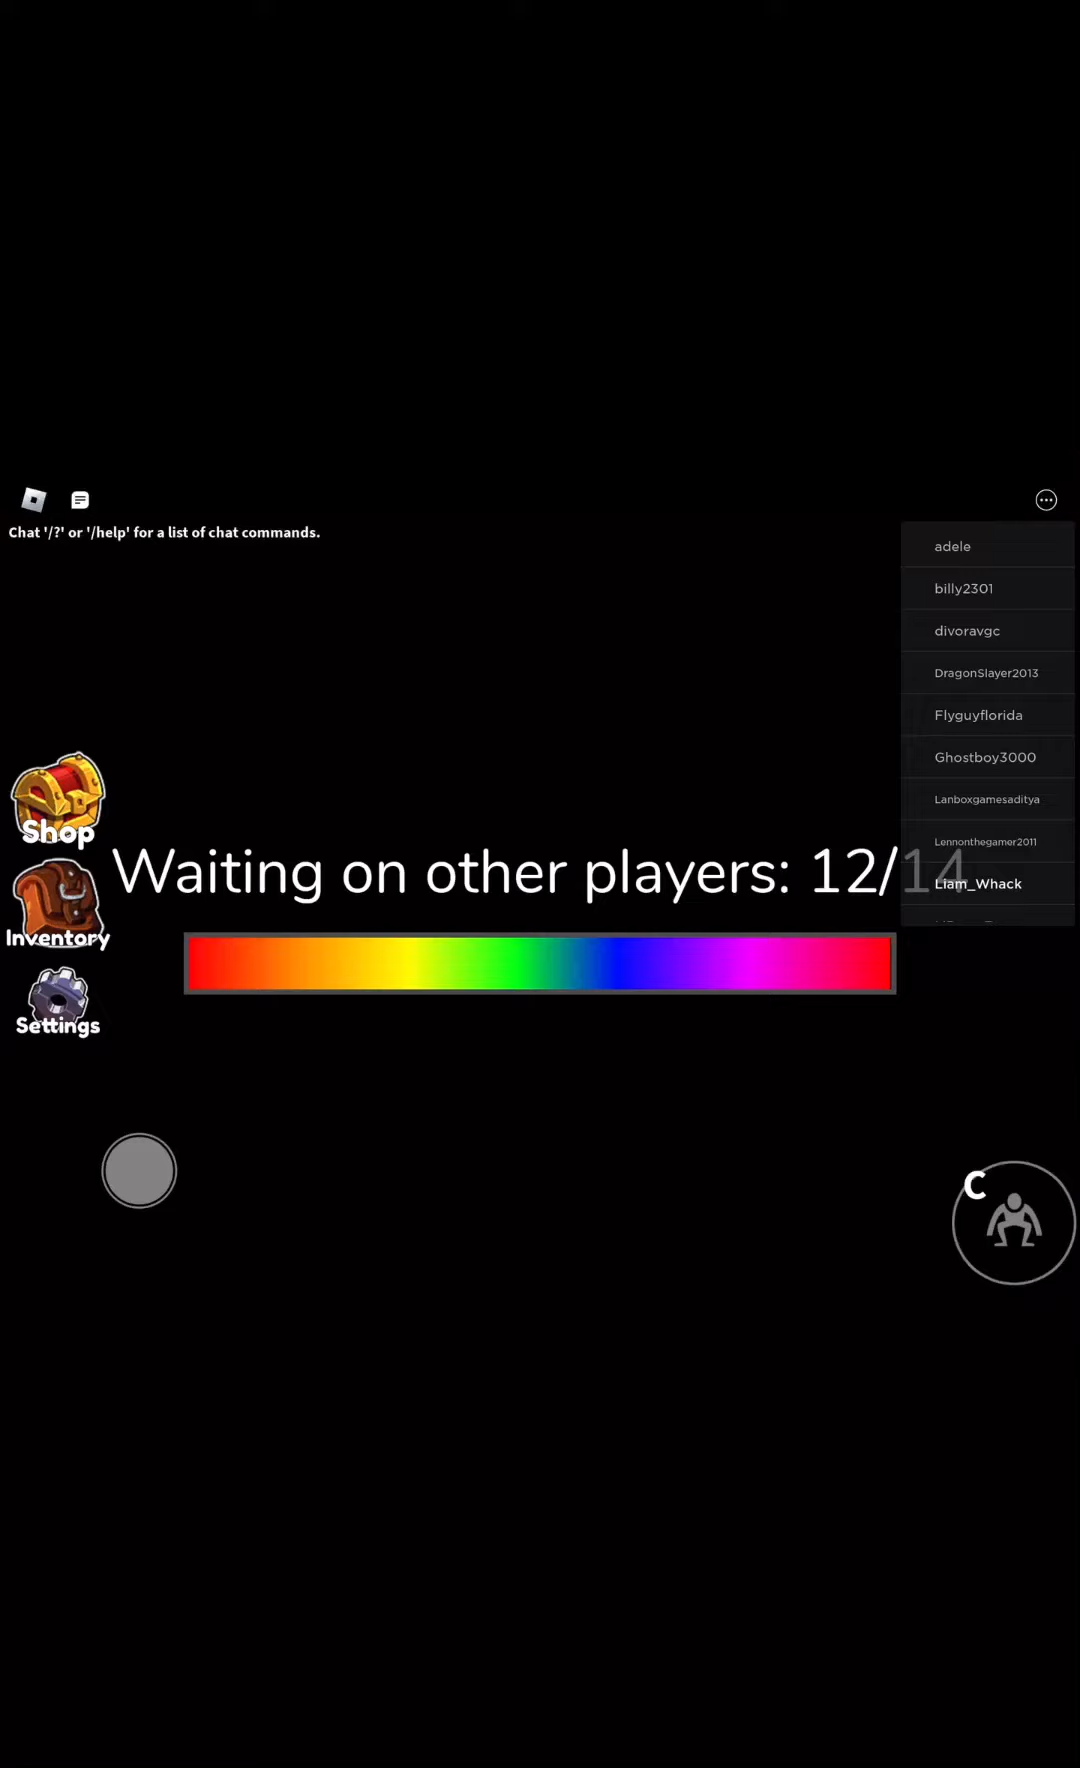 Chat '/?' or '/help' for a list of chat commands.
adele
billy2301
divoravgc
DragonSlayer2013
Flyguyflorida
Ghostboy3000
Lanboxgamesaditya
Lennonthegamer2011
Liam_Whack
Shop
Waiting on other players: 12/14
Inventory
Settings
C